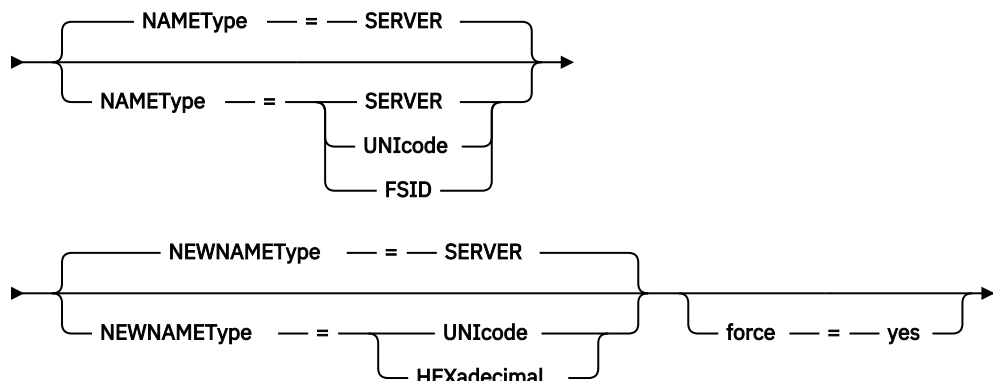 NAMEType = SERVER
NAMEType = SERVER
UNIcode
FSID
NEWNAMEType = SERVER
NEWNAMEType = UNIcode force = yes
HEXadecimal